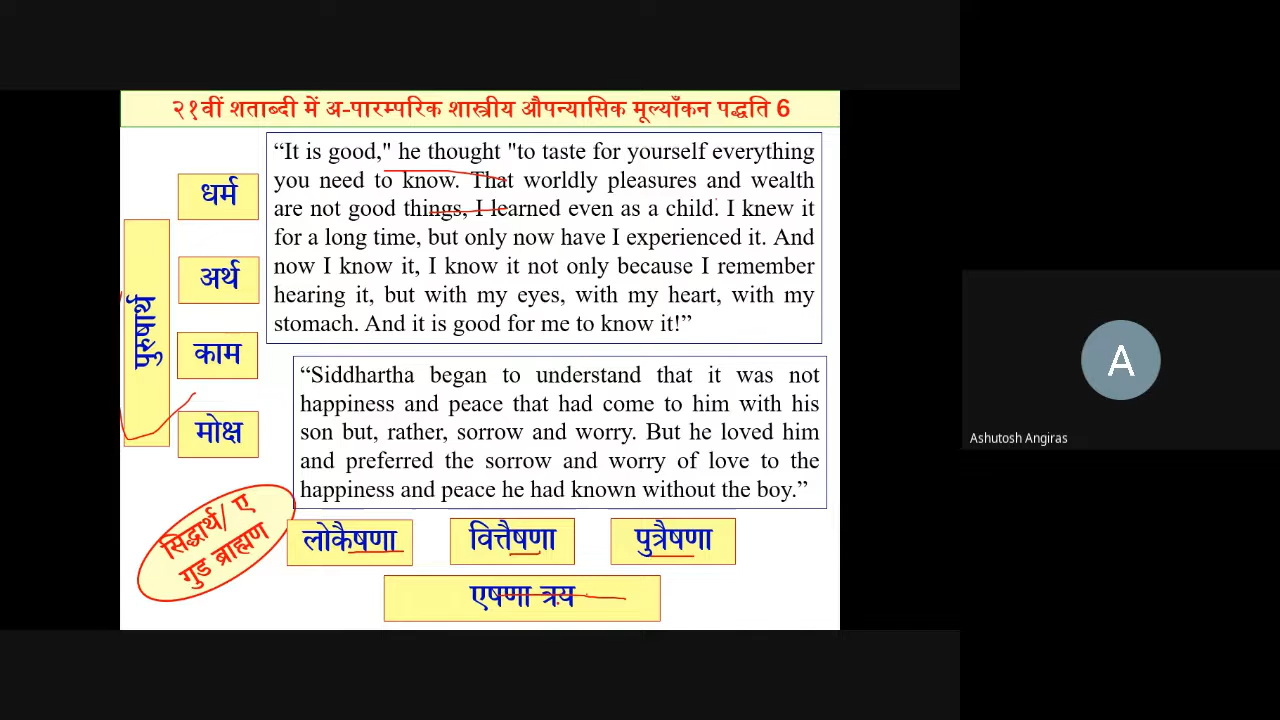 २१वीं शताब्दी में अ-पारम्परिक शास्त्रीय औपन्यासिक मूल्याँकन पद्धति 6
“It is good," he thought "to taste for yourself everything
you need to know. That worldly pleasures and wealth
are not good things, I learned even as a child. I knew it
for a long time, but only now have I experienced it. And
now I know it, I know it not only because I remember
hearing it, but with my eyes, with my heart, with my
stomach. And it is good for me to know it!”
धर्म
अर्थ
काम
मोक्ष
पुरुषार्थ
“Siddhartha began to understand that it was not
happiness and peace that had come to him with his
son but, rather, sorrow and worry. But he loved him
and preferred the sorrow and worry of love to the
happiness and peace he had known without the boy.”
सिद्धार्थ/ ए
गुड ब्राह्मण
लोकैषणा
वित्तैषणा
पुत्रैषणा
एषणा त्रय
A
Ashutosh Angiras